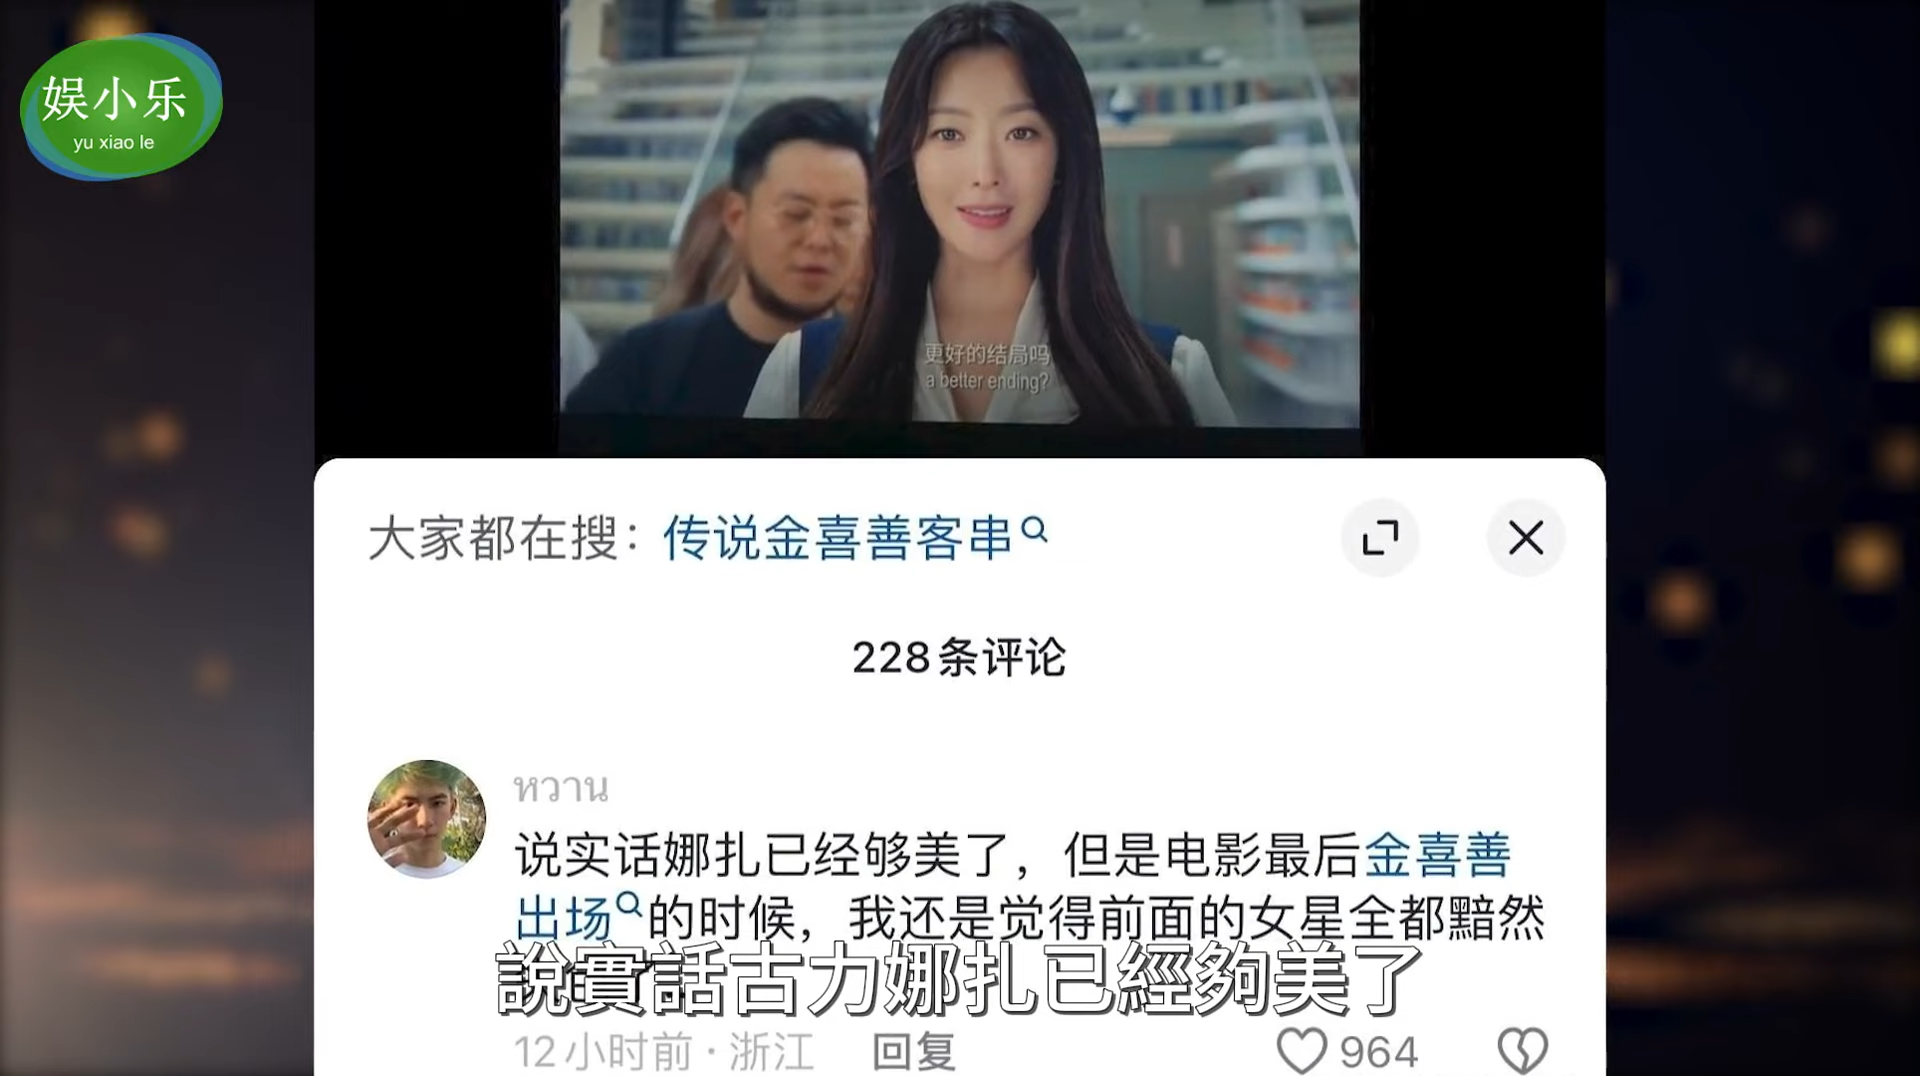 娱小乐
yu xiao le
更好的结局吗
a better ending?
大家都在搜：传说金喜善客串
228条评论
หวาน
说实话娜扎已经够美了，但是电影最后金喜善
出场的时候，我还是觉得前面的女星全都黯然
說實話古力娜扎已經夠美了
12小时前·浙江 回复 964